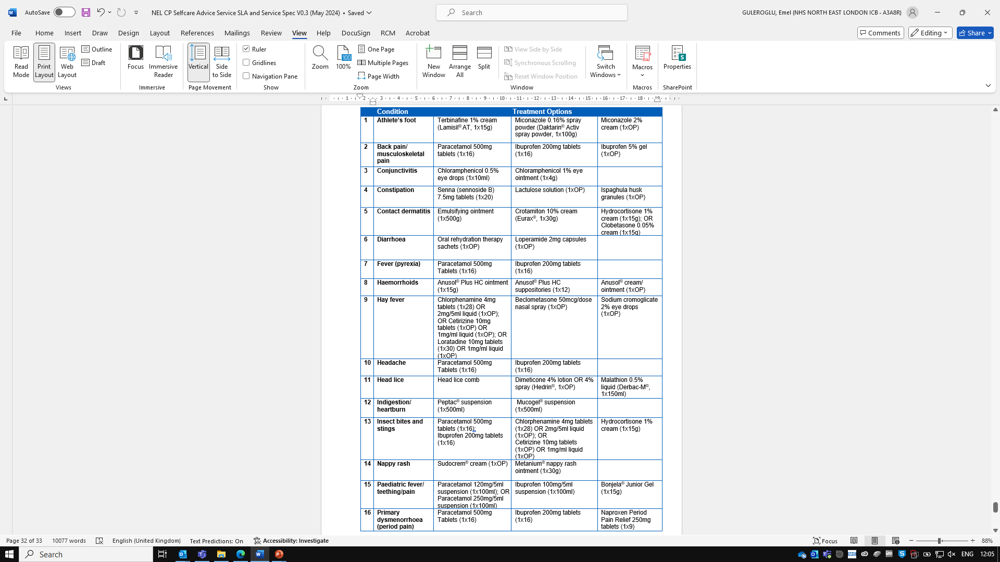 AutoSave
NEL CP Selfcare Advice Service SLA and Service Spec V0.3 (May 2024) • Saved
Search
GULEROGLU, Emel (NHS NORTH EAST LONDON ICB - A3A8R)
File Home Insert Draw Design Layout References Mailings Review View Help DocuSign RCM Acrobat
Comments Editing Share
Read Mode
Print Layout
Web Layout
Outline
Draft
Views
Focus
Immersive Reader
Immersive
Vertical
Side to Side
Page Movement
Ruler
Gridlines
Navigation Pane
Show
Zoom
100
100%
One Page
Multiple Pages
Page Width
Zoom
New Window
Arrange All
Split
View Side by Side
Synchronous Scrolling
Reset Window Position
Switch Windows
Window
Macros
Macros
Properties
SharePoint
1 2 3 4 5 6 7 8 9 10 11 12 13 14 15 16 17 18 19
Condition Treatment Options
1 Athlete's foot
Terbinafine 1% cream
(Lamisil® AT, 1x15g)
Miconazole 0.16% spray
powder (Daktarin® Activ
spray powder, 1x100g)
Miconazole 2%
cream (1xOP)
2 Back pain/
musculoskeletal
pain
Paracetamol 500mg
tablets (1x16)
Ibuprofen 200mg tablets
(1x16)
Ibuprofen 5% gel
(1xOP)
3 Conjunctivitis
Chloramphenicol 0.5%
eye drops (1x10ml)
Chloramphenicol 1% eye
ointment (1x4g)
4 Constipation
Senna (sennoside B)
7.5mg tablets (1x20)
Lactulose solution (1xOP)
Ispaghula husk
granules (1xOP)
5 Contact dermatitis
Emulsifying ointment
(1x500g)
Crotamiton 10% cream
(Eurax®, 1x30g)
Hydrocortisone 1%
cream (1x15g); OR
Clobetasone 0.05%
cream (1x15g)
6 Diarrhoea
Oral rehydration therapy
sachets (1xOP)
Loperamide 2mg capsules
(1xOP)
7 Fever (pyrexia)
Paracetamol 500mg
Tablets (1x16)
Ibuprofen 200mg tablets
(1x16)
8 Haemorrhoids
Anusol® Plus HC ointment
(1x15g)
Anusol® Plus HC
suppositories (1x12)
Anusol® cream/
ointment (1xOP)
9 Hay fever
Chlorphenamine 4mg
tablets (1x28) OR
2mg/5ml liquid (1xOP);
OR Cetirizine 10mg
tablets (1xOP) OR
1mg/ml liquid (1xOP); OR
Loratadine 10mg tablets
(1x30) OR 1mg/ml liquid
(1xOP)
Beclometasone 50mcg/dose
nasal spray (1xOP)
Sodium cromoglicate
2% eye drops
(1xOP)
10 Headache
Paracetamol 500mg
Tablets (1x16)
Ibuprofen 200mg tablets
(1x16)
11 Head lice
Head lice comb
Dimeticone 4% lotion OR 4%
spray (Hedrin®, 1xOP)
Malathion 0.5%
liquid (Derbac-M®,
1x150ml)
12 Indigestion/
heartburn
Peptac® suspension
(1x500ml)
Mucogel® suspension
(1x500ml)
13 Insect bites and
stings
Paracetamol 500mg
tablets (1x16);
Ibuprofen 200mg tablets
(1x16)
Chlorphenamine 4mg tablets
(1x28) OR 2mg/5ml liquid
(1xOP); OR
Cetirizine 10mg tablets
(1xOP) OR 1mg/ml liquid
(1xOP)
Hydrocortisone 1%
cream (1x15g)
14 Nappy rash
Sudocrem® cream (1xOP)
Metanium® nappy rash
ointment (1x30g)
15 Paediatric fever/
teething/pain
Paracetamol 120mg/5ml
suspension (1x100ml); OR
Paracetamol 250mg/5ml
suspension (1x100ml)
Ibuprofen 100mg/5ml
suspension (1x100ml)
Bonjela® Junior Gel
(1x15g)
16 Primary
dysmenorrhoea
(period pain)
Paracetamol 500mg
Tablets (1x16)
Ibuprofen 200mg tablets
(1x16)
Naproxen Period
Pain Relief 250mg
tablets (1x9)
Page 32 of 33 10077 words English (United Kingdom) Text Predictions: On Accessibility: Investigate
Focus 88%
Search
ENG 12:05